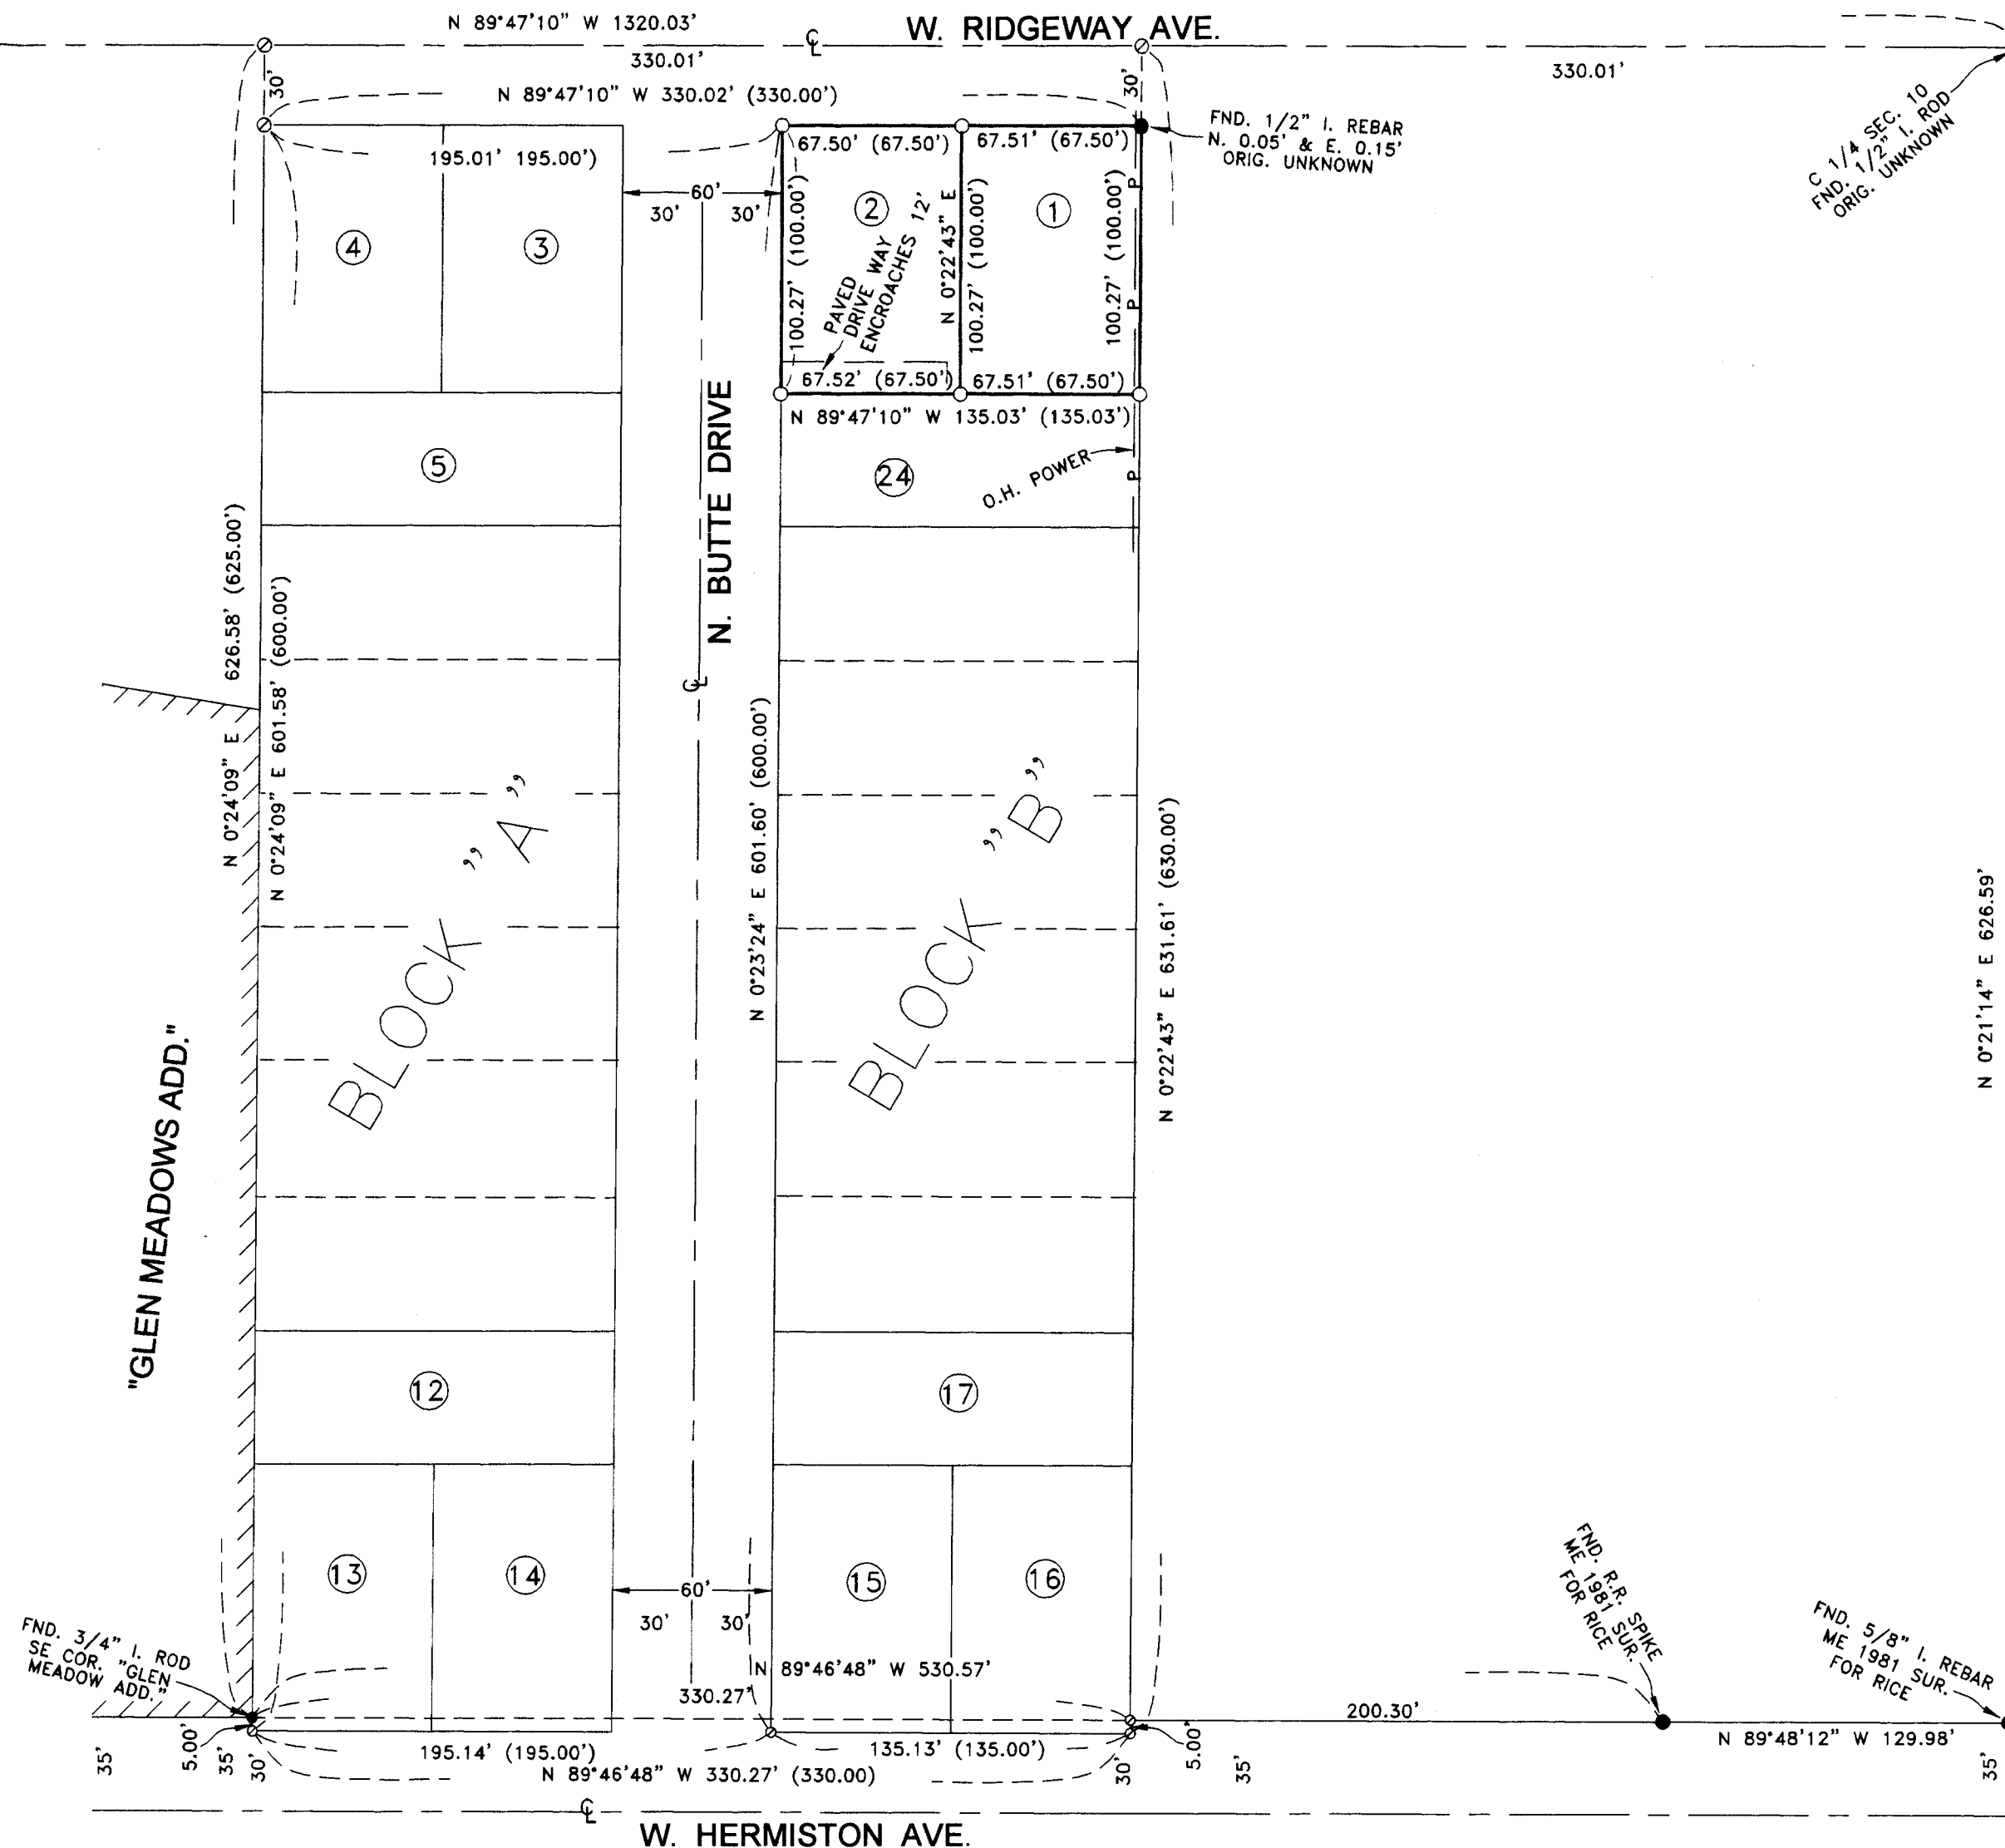 N 89°47'10" W 1320.03'
W. RIDGEWAY AVE.
330.01'
℄
330.01'
30'
30'
N 89°47'10" W 330.02' (330.00')
FND. 1/2" I. REBAR
N. 0.05' & E. 0.15'
ORIG. UNKNOWN
C 1/4 SEC. 10
FND. 1/2" I. ROD
ORIG. UNKNOWN
195.01' 195.00')
67.50' (67.50')
67.51' (67.50')
60'
30' 30'
4
3
2
1
100.27' (100.00')
PAVED
DRIVE WAY
ENCROACHES 12'
N 0°22'43" E
100.27' (100.00')
100.27' (100.00')
P
P
67.52' (67.50')
67.51' (67.50')
N 89°47'10" W 135.03' (135.03')
5
24
O.H. POWER
P
N. BUTTE DRIVE
℄
N 0°24'09" E 626.58' (625.00')
N 0°24'09" E 601.58' (600.00')
N 0°23'24" E 601.60' (600.00')
N 0°22'43" E 631.61' (630.00')
N 0°21'14" E 626.59'
BLOCK "A"
BLOCK "B"
"GLEN MEADOWS ADD."
12
17
13
14
15
16
60'
30' 30'
FND. 3/4" I. ROD
SE COR. "GLEN
MEADOW ADD."
FND. R.R. SPIKE
ME 1981 SUR.
FOR RICE
FND. 5/8" I. REBAR
ME 1981 SUR.
FOR RICE
N 89°46'48" W 530.57'
330.27'
200.30'
N 89°48'12" W 129.98'
35'
5.00'
35'
30'
195.14' (195.00')
135.13' (135.00')
30'
5.00'
35'
35'
N 89°46'48" W 330.27' (330.00)
℄
W. HERMISTON AVE.